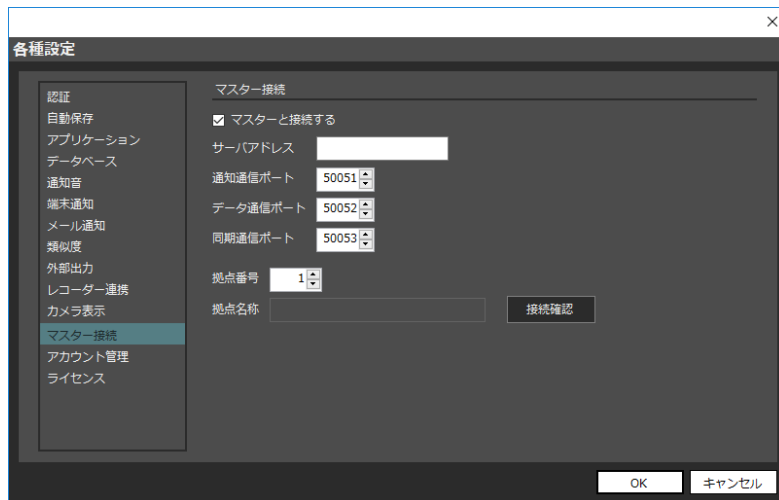 各種設定
認証
自動保存
アプリケーション
データベース
通知音
端末通知
メール通知
類似度
外部出力
レコーダー連携
カメラ表示
マスター接続
アカウント管理
ライセンス
マスター接続
マスターと接続する
サーバアドレス
通知通信ポート 50051
データ通信ポート 50052
同期通信ポート 50053
拠点番号 1
拠点名称 接続確認
OK キャンセル